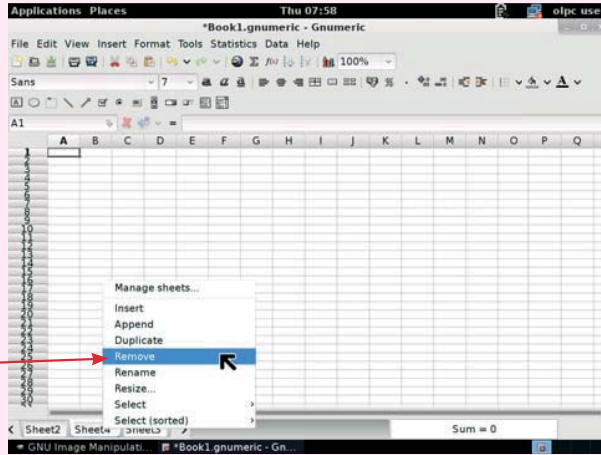 Applications Places Thu 07:58 olpc use
*Book1.gnumeric - Gnumeric
File Edit View Insert Format Tools Statistics Data Help
100%
Sans 7
A1 =
A B C D E F G H I J K L M N O P Q
1
2
3
4
5
6
7
8
9
10
11
12
13
14
15
16
17
18
19
20
21
22
23
24
25
26
27
28
29
30
Manage sheets...
Insert
Append
Duplicate
Remove
Rename
Resize...
Select
Select (sorted)
Sheet2 Sheet4 Sheet3 Sum = 0
GNU Image Manipulati... *Book1.gnumeric - Gn...